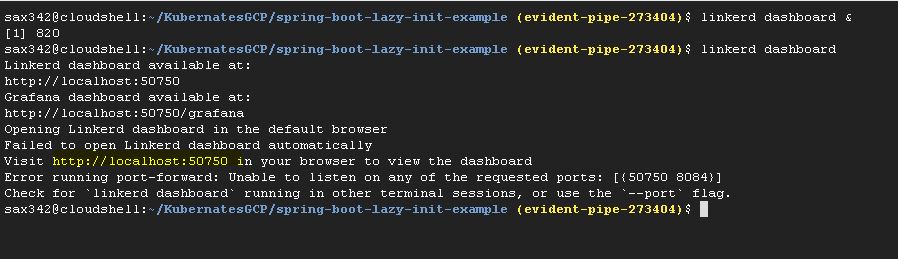 sax342@cloudshell:~/KubernatesGCP/spring-boot-lazy-init-example (evident-pipe-273404)$ linkerd dashboard &
[1] 820
sax342@cloudshell:~/KubernatesGCP/spring-boot-lazy-init-example (evident-pipe-273404)$ linkerd dashboard
Linkerd dashboard available at:
http://localhost:50750
Grafana dashboard available at:
http://localhost:50750/grafana
Opening Linkerd dashboard in the default browser
Failed to open Linkerd dashboard automatically
Visit http://localhost:50750 in your browser to view the dashboard
Error running port-forward: Unable to listen on any of the requested ports: [{50750 8084}]
Check for `linkerd dashboard` running in other terminal sessions, or use the `--port` flag.
sax342@cloudshell:~/KubernatesGCP/spring-boot-lazy-init-example (evident-pipe-273404)$